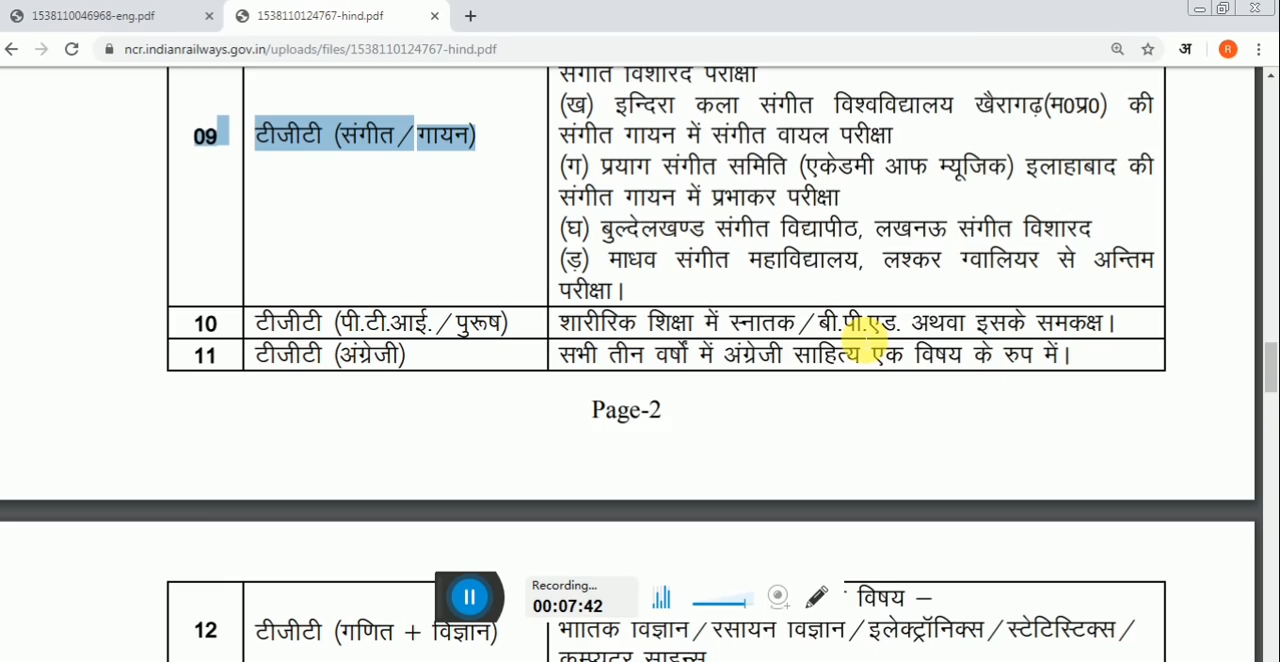 1538110046968-eng.pdf
1538110124767-hind.pdf
ncr.indianrailways.gov.in/uploads/files/1538110124767-hind.pdf
अ
R
संगीत विशारद परीक्षा
(ख) इन्दिरा कला संगीत विश्वविद्यालय खैरागढ़(म0प्र0) की
09 टीजीटी (संगीत/गायन)
संगीत गायन में संगीत वायल परीक्षा
(ग) प्रयाग संगीत समिति (एकेडमी आफ म्यूजिक) इलाहाबाद की
संगीत गायन में प्रभाकर परीक्षा
(घ) बुल्देलखण्ड संगीत विद्यापीठ, लखनऊ संगीत विशारद
(ड़) माधव संगीत महाविद्यालय, लश्कर ग्वालियर से अन्तिम
परीक्षा।
10 टीजीटी (पी.टी.आई./पुरूष) शारीरिक शिक्षा में स्नातक/बी.पी.एड. अथवा इसके समकक्ष।
11 टीजीटी (अंग्रेजी) सभी तीन वर्षों में अंग्रेजी साहित्य एक विषय के रुप में।
Page-2
Recording...
00:07:42
विषय –
12 टीजीटी (गणित + विज्ञान) भौतिक विज्ञान/रसायन विज्ञान/इलेक्ट्रॉनिक्स/स्टेटिस्टिक्स/
कम्प्यूटर साइन्स